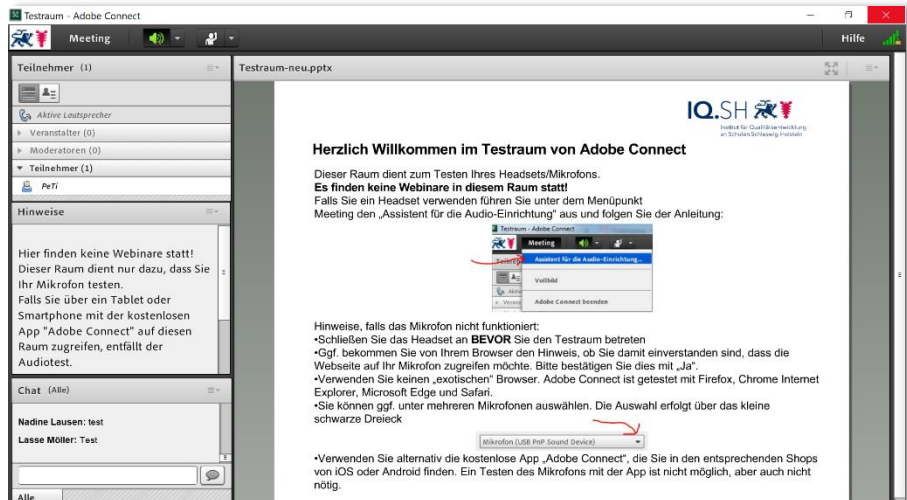 Testraum - Adobe Connect
Meeting
Hilfe
Teilnehmer (1)
Aktive Lautsprecher
Veranstalter (0)
Moderatoren (0)
Teilnehmer (1)
PeTi
Hinweise
Hier finden keine Webinare statt!
Dieser Raum dient nur dazu, dass Sie
Ihr Mikrofon testen.
Falls Sie über ein Tablet oder
Smartphone mit der kostenlosen
App "Adobe Connect" auf diesen
Raum zugreifen, entfällt der
Audiotest.
Chat (Alle)
Nadine Lausen: test
Lasse Möller: Test
Alle
Testraum-neu.pptx
IQ.SH
Institut für Qualitätsentwicklung
an Schulen Schleswig-Holstein
Herzlich Willkommen im Testraum von Adobe Connect
Dieser Raum dient zum Testen Ihres Headsets/Mikrofons.
Es finden keine Webinare in diesem Raum statt!
Falls Sie ein Headset verwenden führen Sie unter dem Menüpunkt
Meeting den „Assistent für die Audio-Einrichtung" aus und folgen Sie der Anleitung:
Testraum - Adobe Connect
Meeting
Assistent für die Audio-Einrichtung...
Vollbild
Adobe Connect beenden
Hinweise, falls das Mikrofon nicht funktioniert:
•Schließen Sie das Headset an BEVOR Sie den Testraum betreten
•Ggf. bekommen Sie von Ihrem Browser den Hinweis, ob Sie damit einverstanden sind, dass die
Webseite auf Ihr Mikrofon zugreifen möchte. Bitte bestätigen Sie dies mit „Ja".
•Verwenden Sie keinen „exotischen" Browser. Adobe Connect ist getestet mit Firefox, Chrome Internet
Explorer, Microsoft Edge und Safari.
•Sie können ggf. unter mehreren Mikrofonen auswählen. Die Auswahl erfolgt über das kleine
schwarze Dreieck
Mikrofon (USB PnP Sound Device)
•Verwenden Sie alternativ die kostenlose App „Adobe Connect", die Sie in den entsprechenden Shops
von iOS oder Android finden. Ein Testen des Mikrofons mit der App ist nicht möglich, aber auch nicht
nötig.